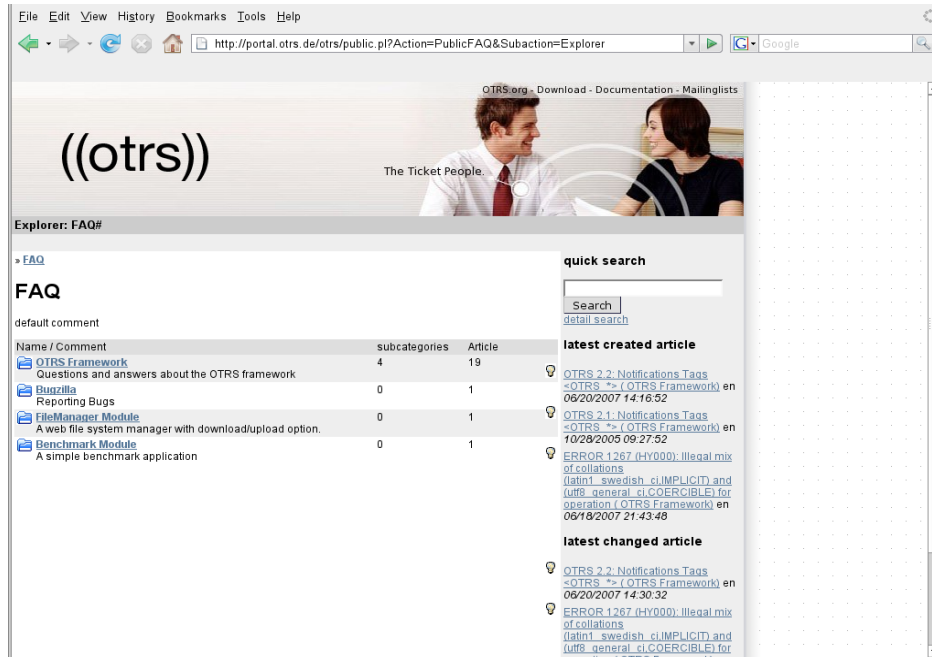 File Edit View History Bookmarks Tools Help
http://portal.otrs.de/otrs/public.pl?Action=PublicFAQ&Subaction=Explorer
G Google
OTRS.org - Download - Documentation - Mailinglists
((otrs))
The Ticket People.
Explorer: FAQ#
» FAQ
FAQ
default comment
Name / Comment subcategories Article
OTRS Framework 4 19
Questions and answers about the OTRS framework
Bugzilla 0 1
Reporting Bugs
FileManager Module 0 1
A web file system manager with download/upload option.
Benchmark Module 0 1
A simple benchmark application
quick search
Search
detail search
latest created article
OTRS 2.2: Notifications Tags
<OTRS_*> ( OTRS Framework) en
06/20/2007 14:16:52
OTRS 2.1: Notifications Tags
<OTRS_*> ( OTRS Framework) en
10/28/2005 09:27:52
ERROR 1267 (HY000): Illegal mix
of collations
(latin1_swedish_ci,IMPLICIT) and
(utf8_general_ci,COERCIBLE) for
operation ( OTRS Framework) en
06/18/2007 21:43:48
latest changed article
OTRS 2.2: Notifications Tags
<OTRS_*> ( OTRS Framework) en
06/20/2007 14:30:32
ERROR 1267 (HY000): Illegal mix
of collations
(latin1_swedish_ci,IMPLICIT) and
(utf8_general_ci,COERCIBLE) for